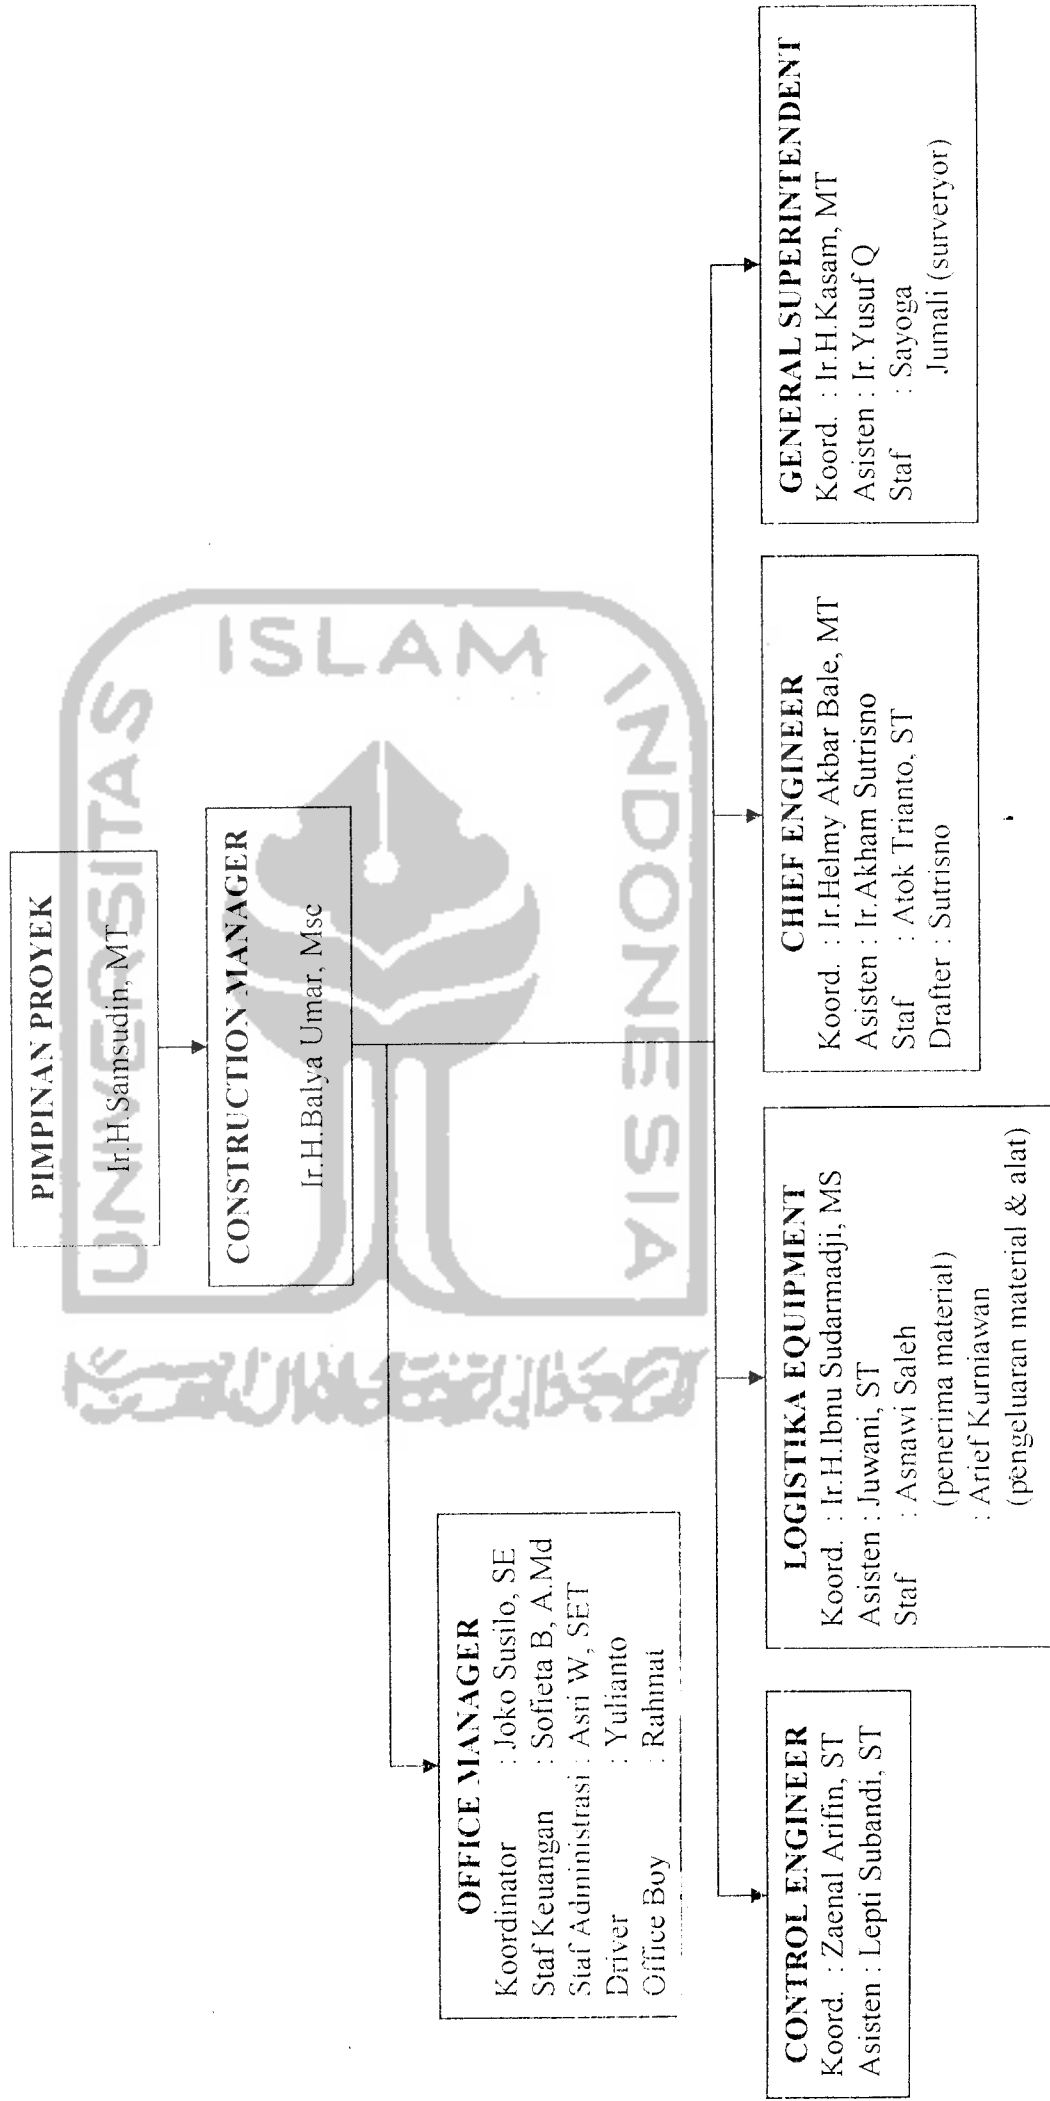 PIMPINAN PROYEK
Ir.H.Samsudin, MT
CONSTRUCTION MANAGER
Ir.H.Balya Umar, Msc
OFFICE MANAGER
Koordinator : Joko Susilo, SE
Staf Keuangan : Sofieta B, A.Md
Staf Administrasi : Asri W, SET
Driver : Yulianto
Office Boy : Rahmat
CONTROL ENGINEER
Koord. : Zaenal Arifin, ST
Asisten : Lepti Subandi, ST
LOGISTIKA EQUIPMENT
Koord. : Ir.H.Ibnu Sudarmadji, MS
Asisten : Juwani, ST
Staf : Asnawi Saleh
(penerima material)
: Arief Kurniawan
(pengeluaran material & alat)
CHIEF ENGINEER
Koord. : Ir.Helmy Akbar Bale, MT
Asisten : Ir.Akham Sutrisno
Staf : Atok Trianto, ST
Drafter : Sutrisno
GENERAL SUPERINTENDENT
Koord. : Ir.H.Kasam, MT
Asisten : Ir.Yusuf Q
Staf : Sayoga
Jumali (surveryor)
UNIVERSITAS
ISLAM
INDONESIA